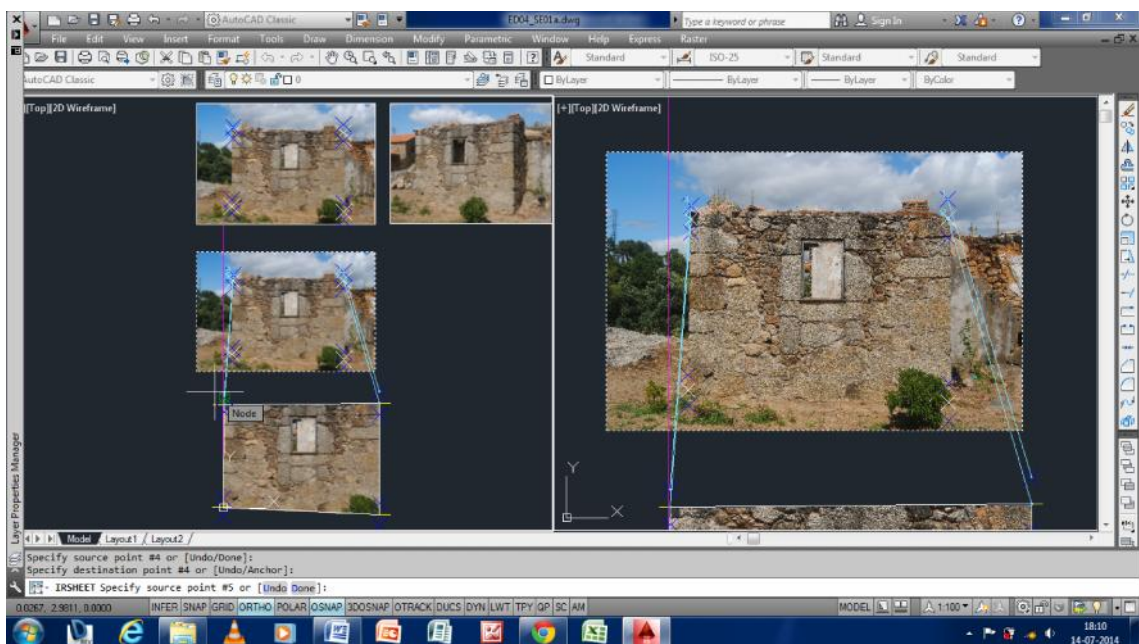 AutoCAD Classic
ED04_SE01a.dwg
Type a keyword or phrase
Sign In
File Edit View Insert Format Tools Draw Dimension Modify Parametric Window Help Express Raster
Standard ISO-25 Standard Standard
AutoCAD Classic 0 ByLayer ByLayer ByLayer ByColor
[Top][2D Wireframe]
[+][Top][2D Wireframe]
Node
Y
X
Y
X
Layer Properties Manager
Model Layout1 Layout2
Specify source point #4 or [Undo/Done]:
Specify destination point #4 or [Undo/Anchor]:
IRSHEET Specify source point #5 or [Undo Done]:
0.0267, 2.9811, 0.0000 INFER SNAP GRID ORTHO POLAR OSNAP 3DOSNAP OTRACK DUCS DYN LWT TPY QP SC AM MODEL 1:100
18:10
14-07-2014